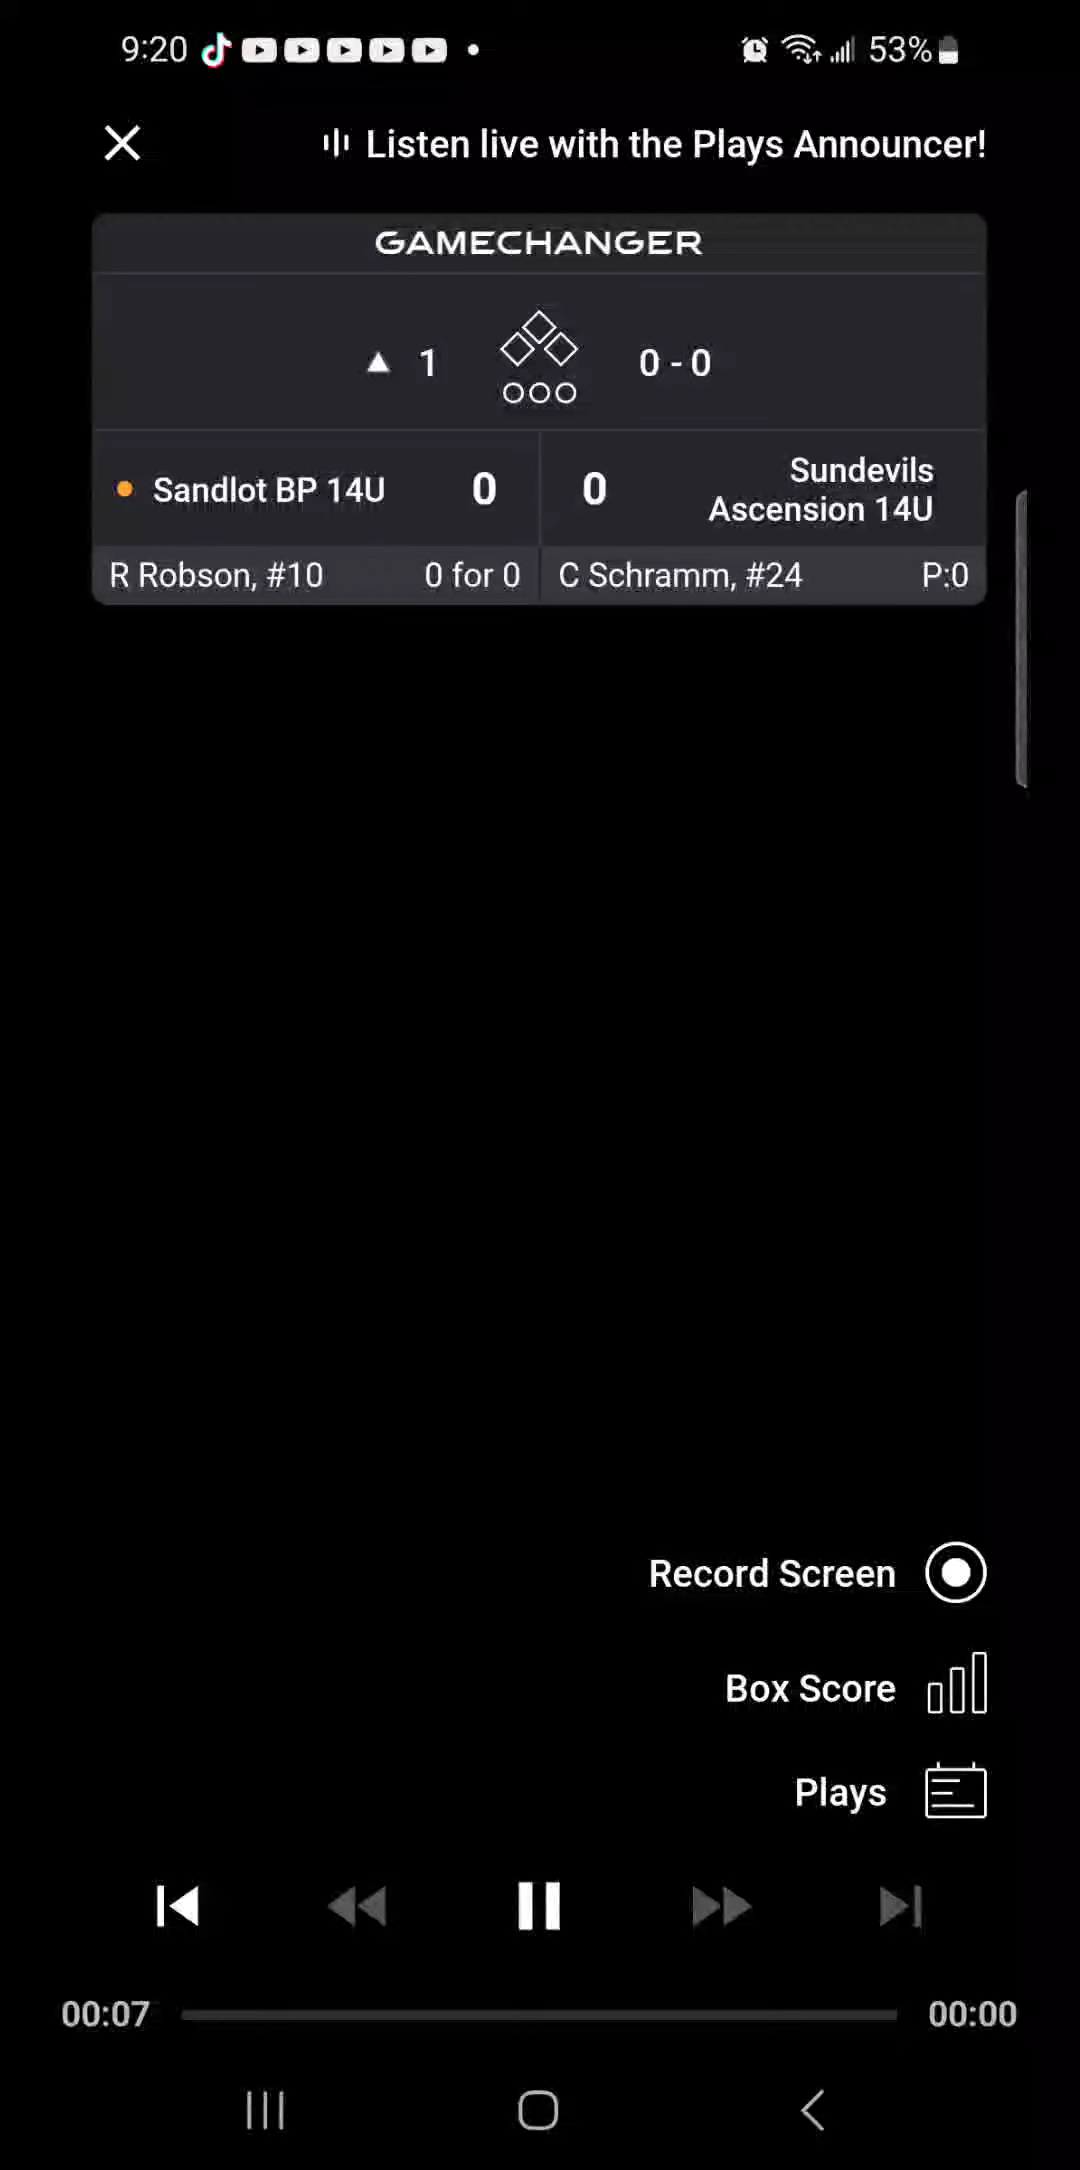 9:20
53%
Listen live with the Plays Announcer!
GAMECHANGER
1
0 - 0
Sandlot BP 14U
0
0
Sundevils
Ascension 14U
R Robson, #10
0 for 0
C Schramm, #24
P:0
Record Screen
Box Score
Plays
00:07
00:00